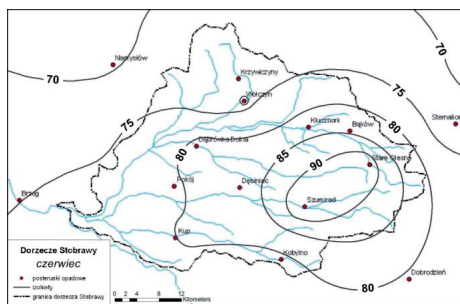 70
Namysłów
Krzywiczyny
Wołczyn
70
75
75
Sternalice
80
Kluczbork
Bąków
Dąbrówka Dolna
85
80
90
Stare Olesno
Pokój
Dębiniec
Brzeg
Szumirad
Kup
Kobylno
80
Dobrodzień
Dorzecze Stobrawy
czerwiec
posterunki opadowe
izohiety
granica dorzecza Stobrawy
0 2 4 8 12
Kilometers